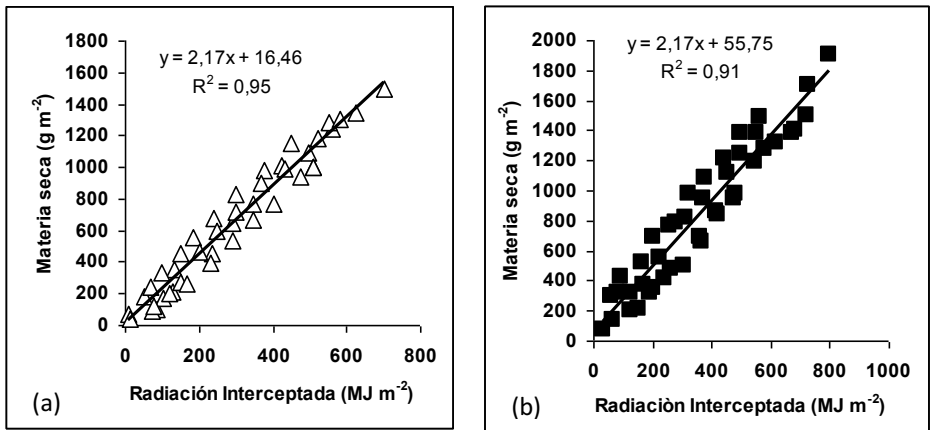 y = 2,17x + 16,46
R² = 0,95
Materia seca (g m⁻²)
1800
1600
1400
1200
1000
800
600
400
200
0
0 200 400 600 800
Radiación Interceptada (MJ m⁻²)
(a)
y = 2,17x + 55,75
R² = 0,91
Materia seca (g m⁻²)
2000
1800
1600
1400
1200
1000
800
600
400
200
0
0 200 400 600 800 1000
Radiaciòn Interceptada (MJ m⁻²)
(b)